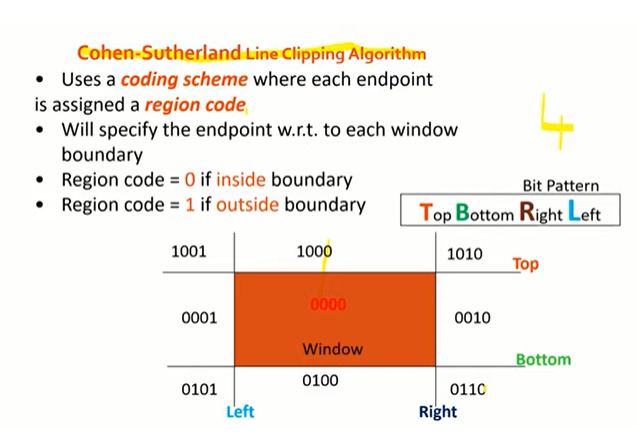 Cohen-Sutherland Line Clipping Algorithm
• Uses a coding scheme where each endpoint
is assigned a region code
• Will specify the endpoint w.r.t. to each window
boundary
• Region code = 0 if inside boundary
• Region code = 1 if outside boundary
4
Bit Pattern
Top Bottom Right Left
1001 1000 1010
Top
0001 0000 0010
Window
Bottom
0101 0100 0110
Left Right